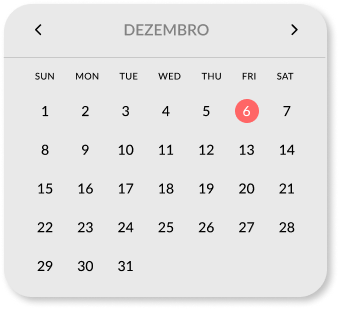 DEZEMBRO
SUN MON TUE WED THU FRI SAT
1 2 3 4 5 6 7
8 9 10 11 12 13 14
15 16 17 18 19 20 21
22 23 24 25 26 27 28
29 30 31